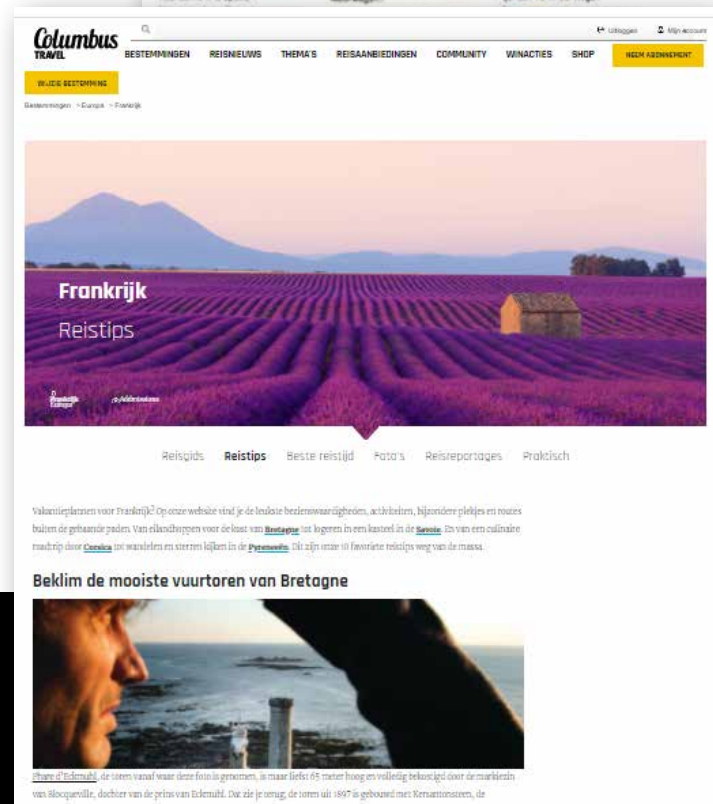 Columbus
TRAVEL
Uitloggen Mijn account
BESTEMMINGEN REISNIEUWS THEMA'S REISAANBIEDINGEN COMMUNITY WINACTIES SHOP NEEM ABONNEMENT
WIJZIG BESTEMMING
Bestemmingen > Europa > Frankrijk
Frankrijk
Reistips
Reisgids Reistips Beste reistijd Foto's Reisreportages Praktisch
Vakantieplannen voor Frankrijk? Op onze website vind je de leukste bezienswaardigheden, activiteiten, bijzondere plekjes en routes
buiten de gebaande paden. Van eilandhoppen voor de kust van Bretagne tot logeren in een kasteel in de Savoie. En van een culinaire
roadtrip door Corsica tot wandelen en sterren kijken in de Pyreneeën. Dit zijn onze 10 favoriete reistips weg van de massa.
Beklim de mooiste vuurtoren van Bretagne
Phare d'Eckmühl, de toren vanaf waar deze foto is genomen, is maar liefst 65 meter hoog en volledig bekostigd door de markiezin
van Blocqueville, dochter van de prins van Eckmühl. Dat zie je terug, de toren uit 1897 is gebouwd met Kersantonsteen, de